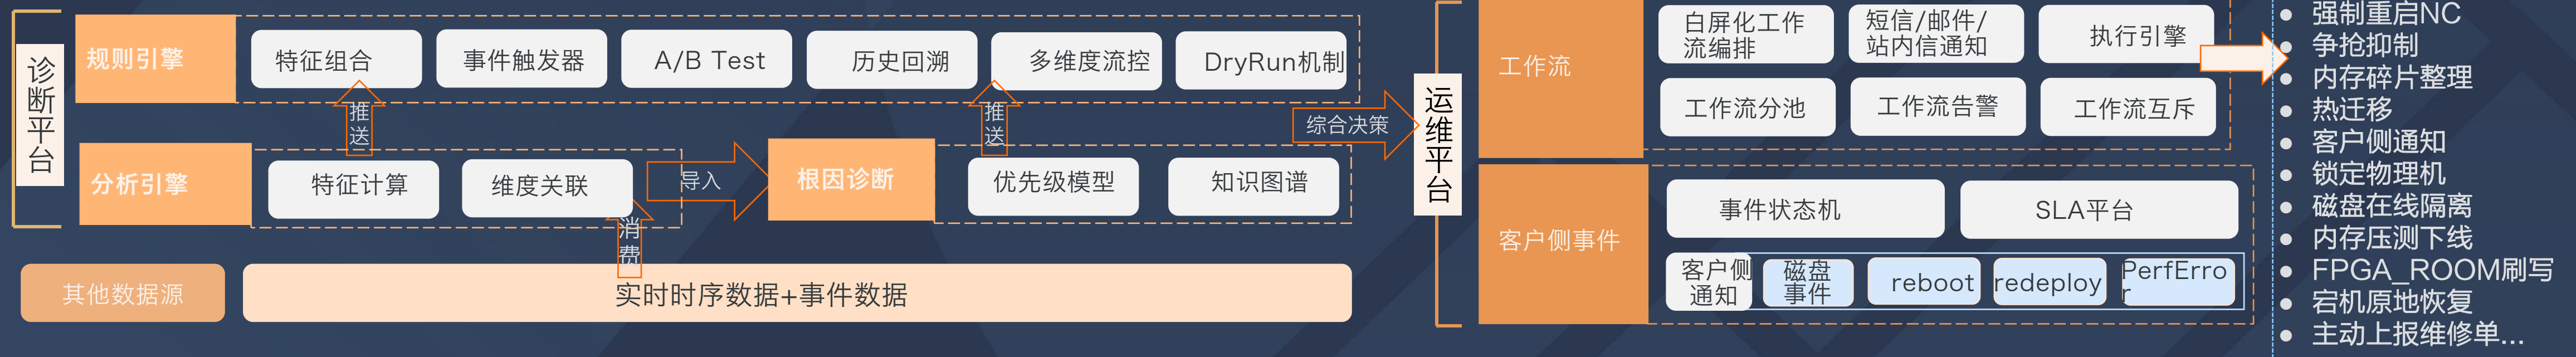 诊断平台
规则引擎
特征组合
事件触发器
A/B Test
历史回溯
多维度流控
DryRun机制
推送
推送
分析引擎
特征计算
维度关联
导入
根因诊断
优先级模型
知识图谱
综合决策
消费
其他数据源
实时时序数据+事件数据
运维平台
工作流
白屏化工作
流编排
短信/邮件/
站内信通知
执行引擎
工作流分池
工作流告警
工作流互斥
客户侧事件
事件状态机
SLA平台
客户侧
通知
磁盘
事件
reboot
redeploy
PerfErro
r
强制重启NC
争抢抑制
内存碎片整理
热迁移
客户侧通知
锁定物理机
磁盘在线隔离
内存压测下线
FPGA_ROOM刷写
宕机原地恢复
主动上报维修单...